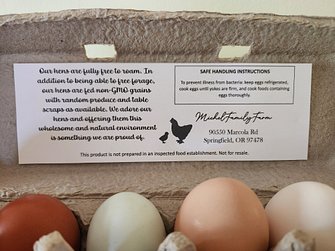 Our hens are fully free to roam. In
addition to being able to free forage,
our hens are fed non-GMO grains
with random produce and table
scraps as available. We adore our
hens and offering them this
wholesome and natural environment
is something we are proud of.
SAFE HANDLING INSTRUCTIONS
To prevent illness from bacteria: keep eggs refrigerated,
cook eggs until yolks are firm, and cook foods containing
eggs thoroughly.
Michel Family Farm
90530 Marcola Rd
Springfield, OR 97478
This product is not prepared in an inspected food establishment. Not for resale.